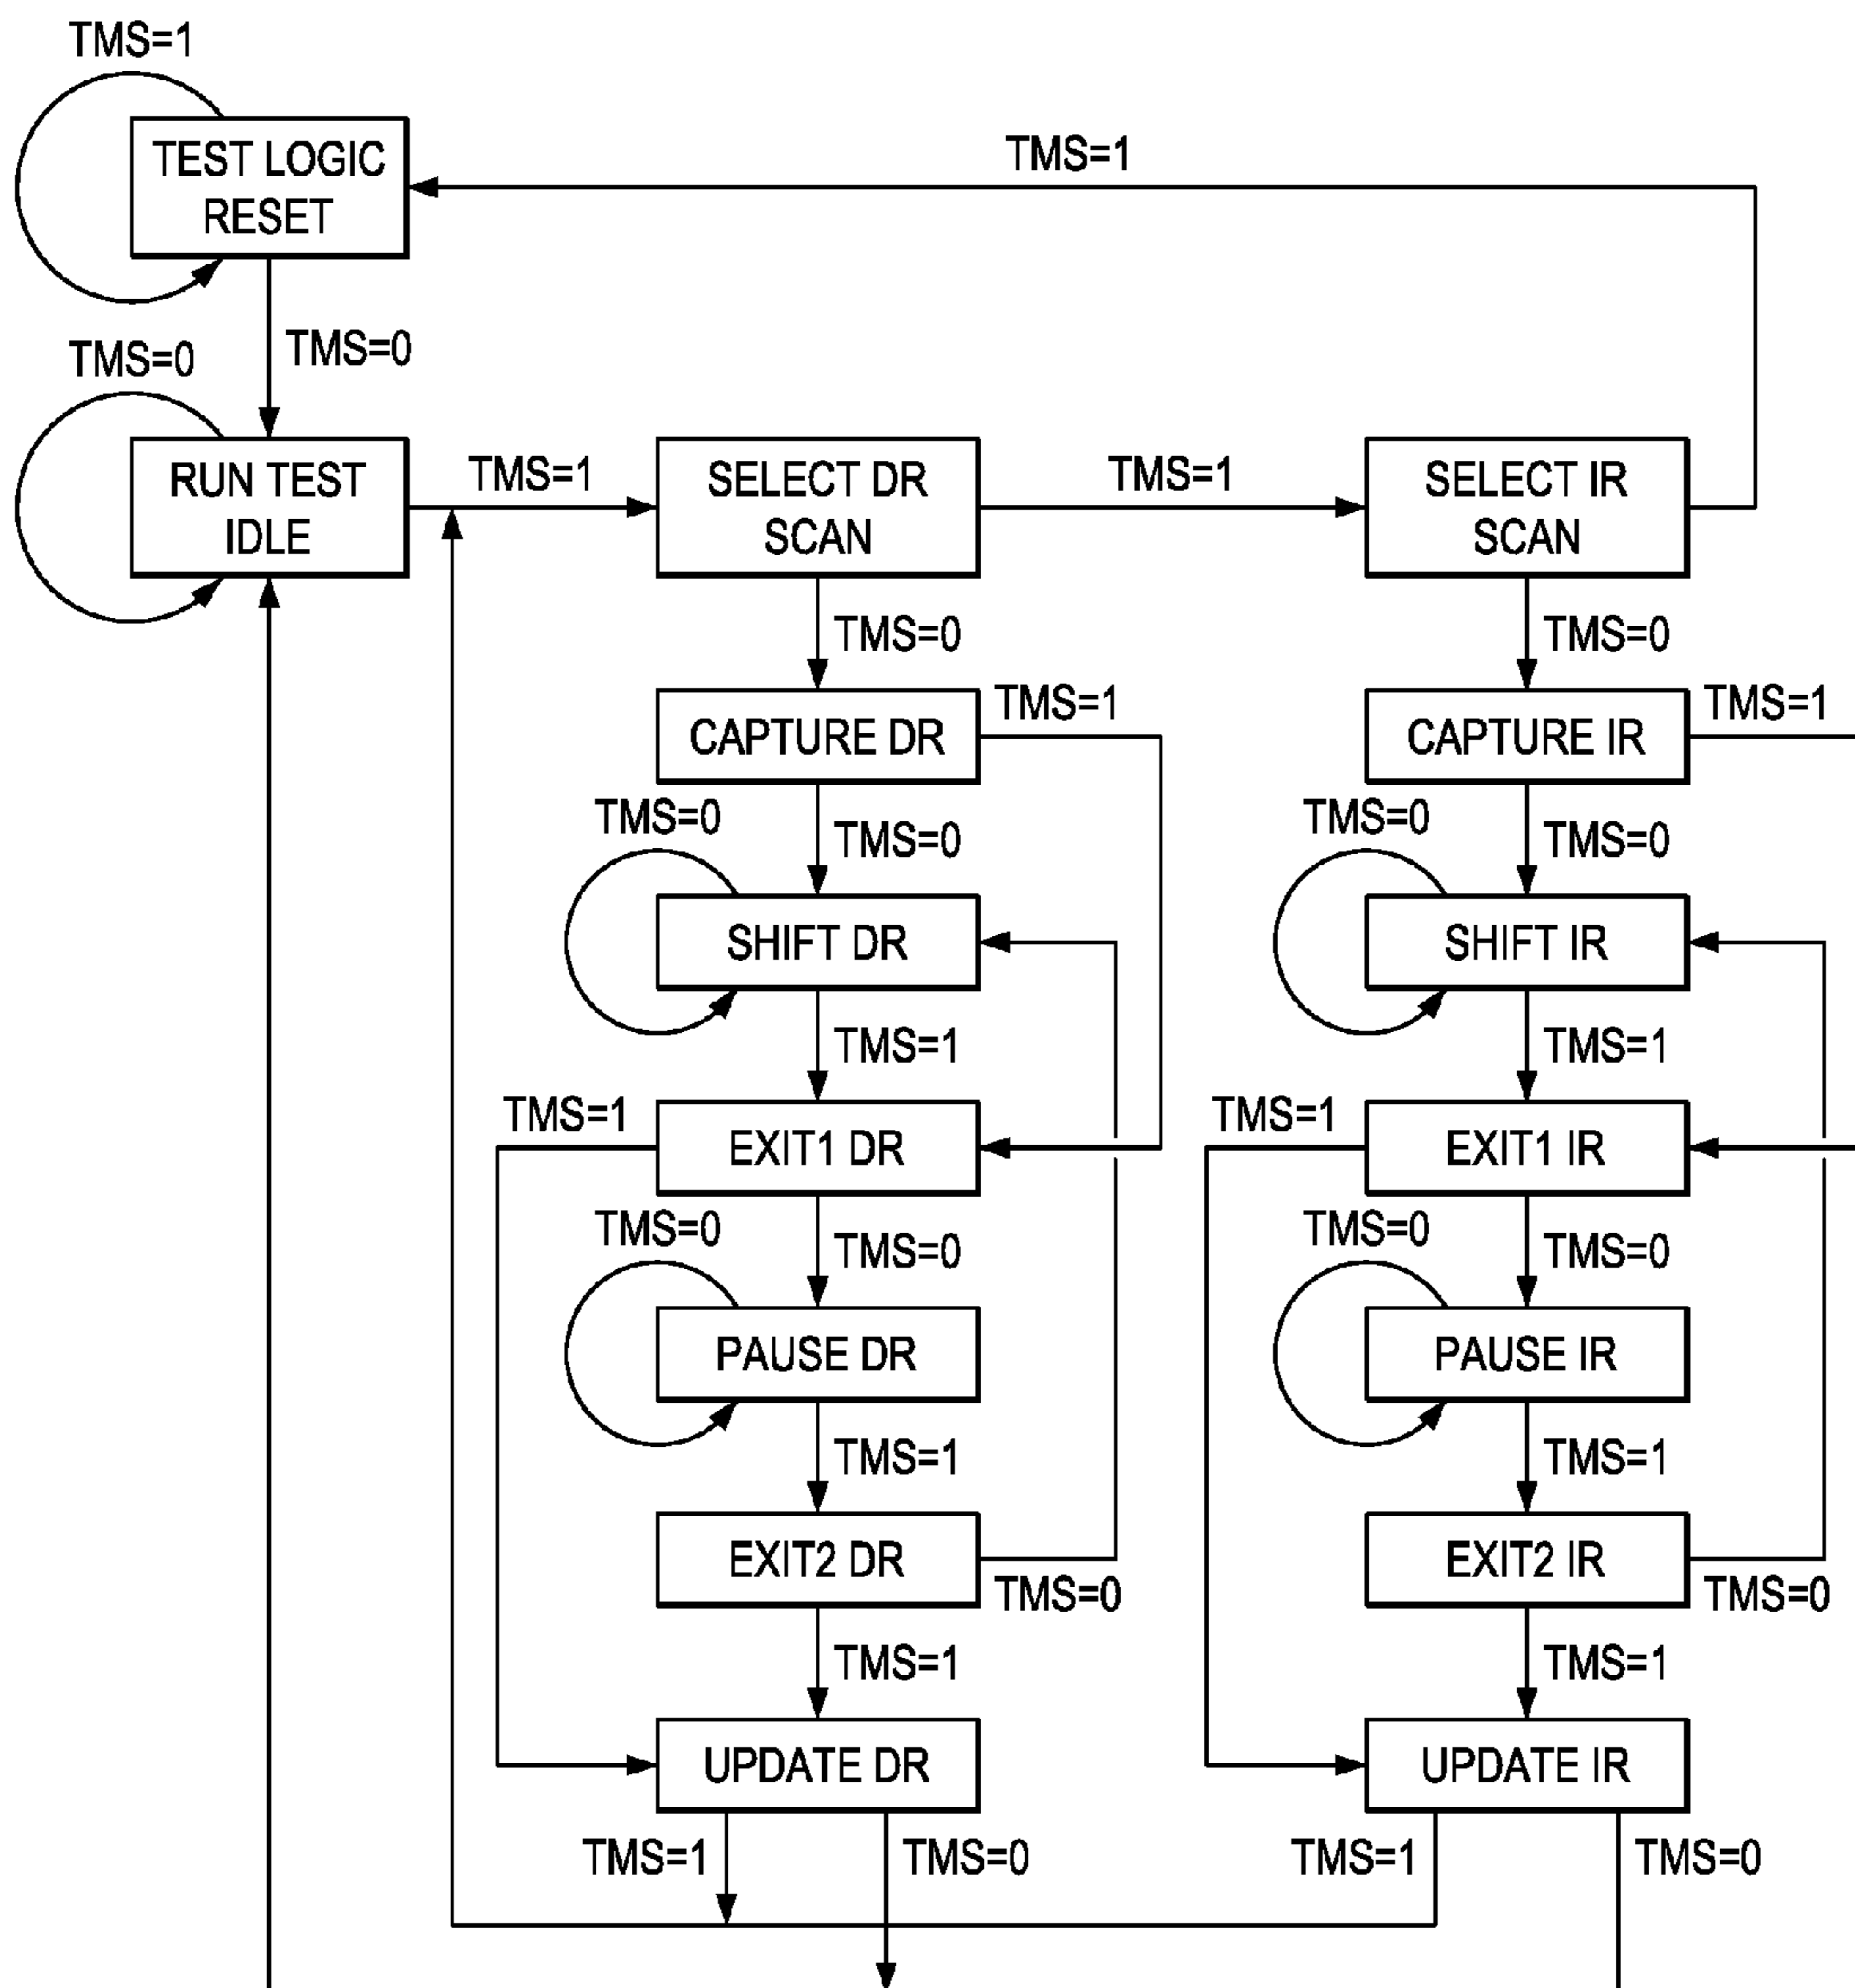 TMS=1
TEST LOGIC
RESET
TMS=1
TMS=0
TMS=0
RUN TEST
IDLE
TMS=1
SELECT DR
SCAN
TMS=1
SELECT IR
SCAN
TMS=0
TMS=0
CAPTURE DR
TMS=1
CAPTURE IR
TMS=1
TMS=0
TMS=0
TMS=0
TMS=0
SHIFT DR
SHIFT IR
TMS=1
TMS=1
TMS=1
EXIT1 DR
TMS=1
EXIT1 IR
TMS=0
TMS=0
TMS=0
TMS=0
PAUSE DR
PAUSE IR
TMS=1
TMS=1
EXIT2 DR
TMS=0
EXIT2 IR
TMS=0
TMS=1
TMS=1
UPDATE DR
UPDATE IR
TMS=1
TMS=0
TMS=1
TMS=0